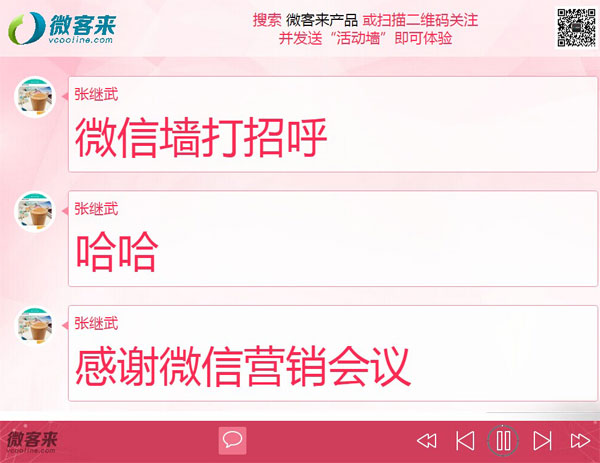 微客来
vcooline.com
搜索 微客来产品 或扫描二维码关注
并发送“活动墙”即可体验
张继武
微信墙打招呼
张继武
哈哈
张继武
感谢微信营销会议
微客来
vcooline.com